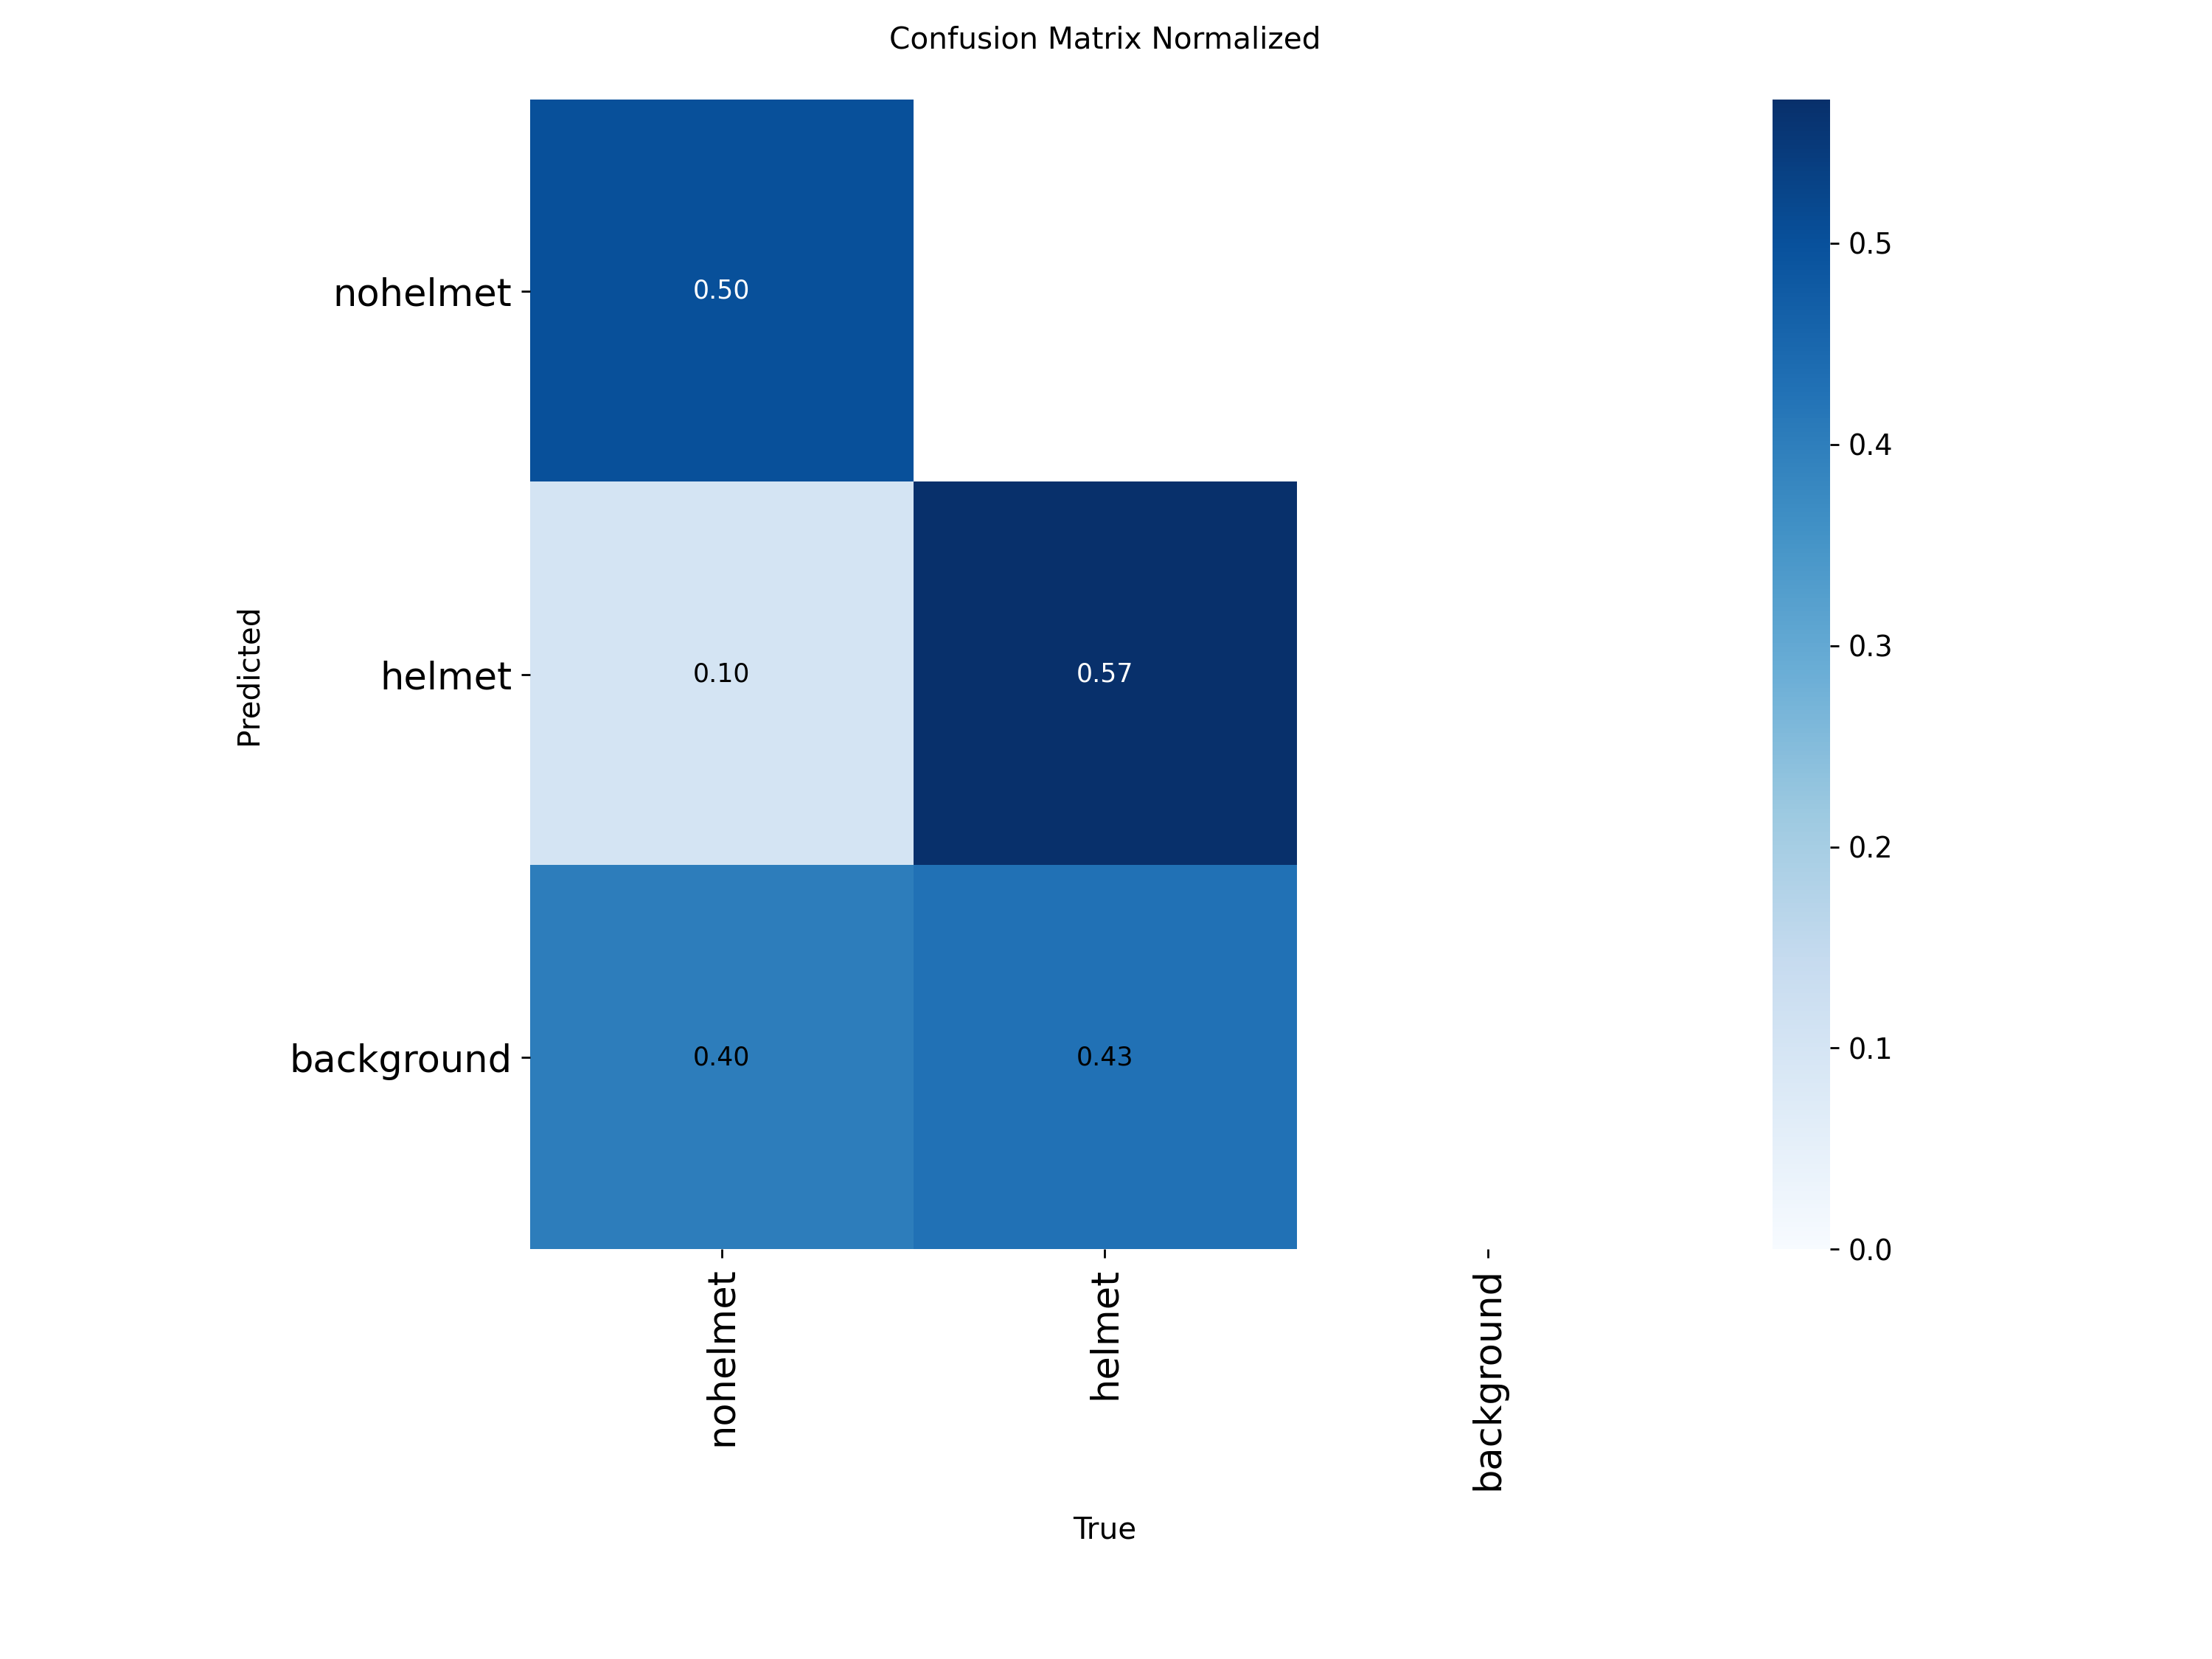 Confusion Matrix Normalized
nohelmet
0.50
helmet
0.10
0.57
background
0.40
0.43
Predicted
nohelmet
helmet
background
True
0.5
0.4
0.3
0.2
0.1
0.0